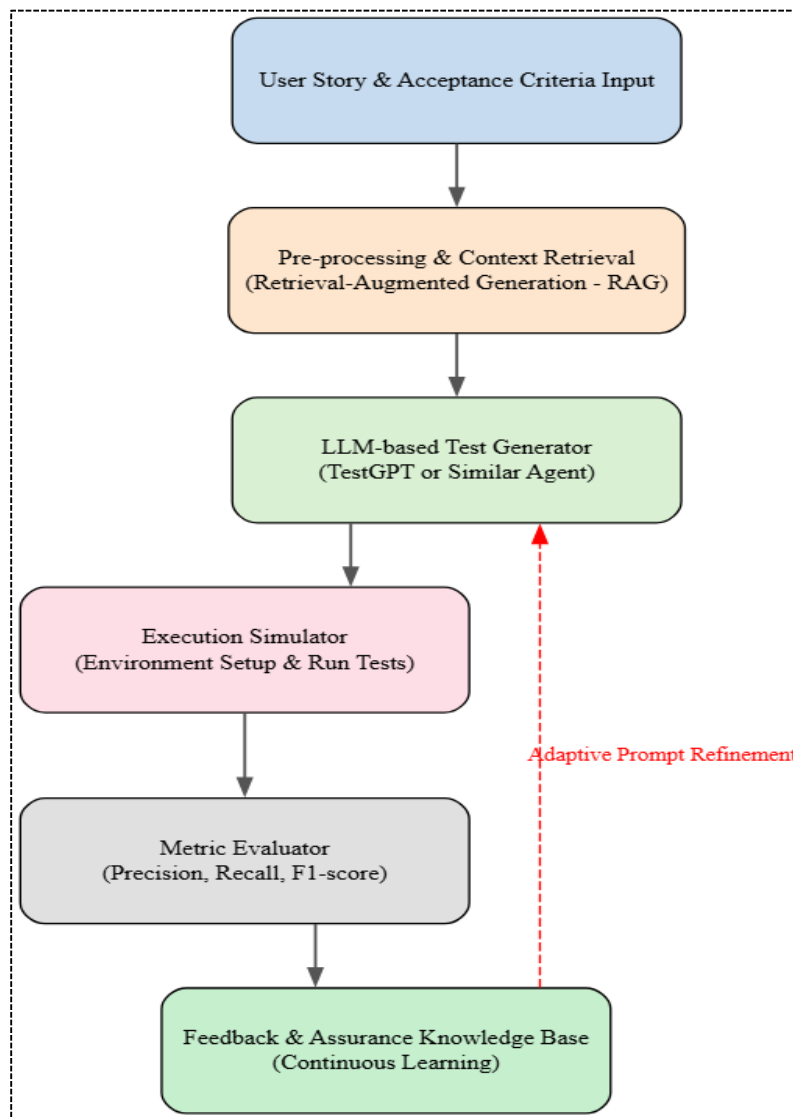 User Story & Acceptance Criteria Input
Pre-processing & Context Retrieval
(Retrieval-Augmented Generation - RAG)
LLM-based Test Generator
(TestGPT or Similar Agent)
Execution Simulator
(Environment Setup & Run Tests)
Adaptive Prompt Refinement
Metric Evaluator
(Precision, Recall, F1-score)
Feedback & Assurance Knowledge Base
(Continuous Learning)